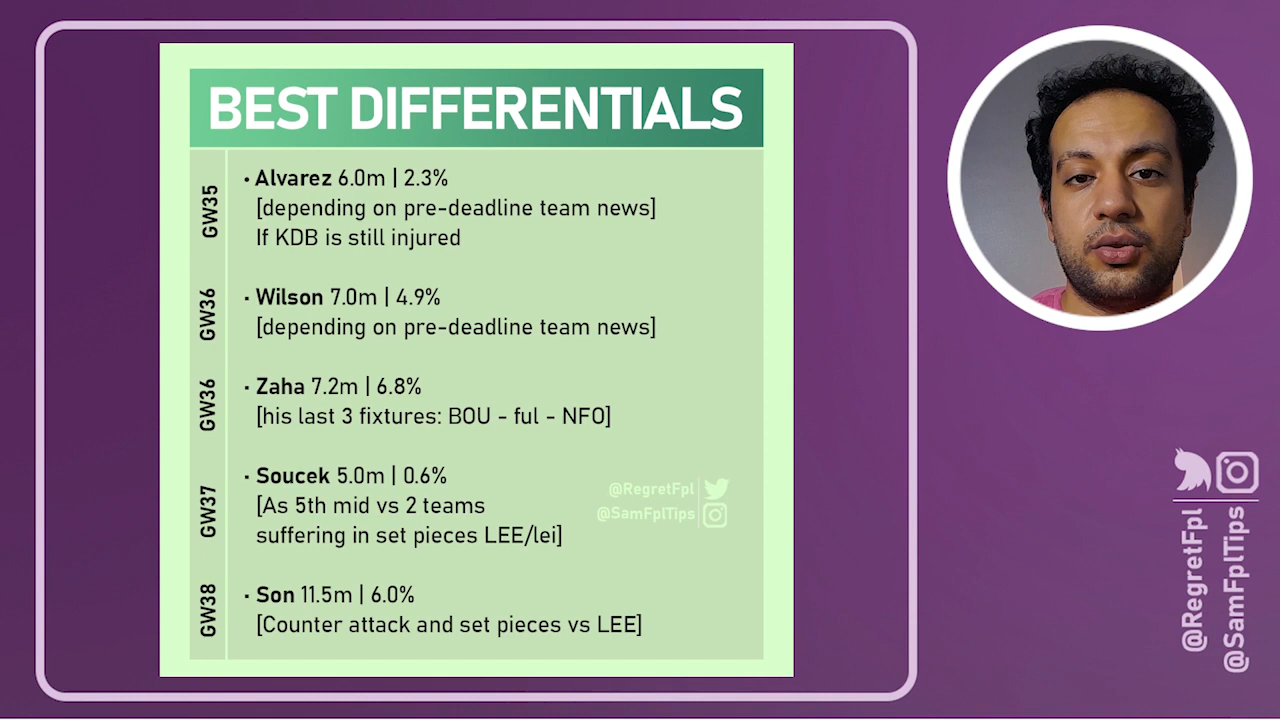 BEST DIFFERENTIALS
GW35
· Alvarez 6.0m | 2.3%
[depending on pre-deadline team news]
If KDB is still injured
GW36
· Wilson 7.0m | 4.9%
[depending on pre-deadline team news]
GW36
· Zaha 7.2m | 6.8%
[his last 3 fixtures: BOU - ful - NFO]
GW37
· Soucek 5.0m | 0.6%
[As 5th mid vs 2 teams
suffering in set pieces LEE/lei]
@RegretFpl
@SamFplTips
GW38
· Son 11.5m | 6.0%
[Counter attack and set pieces vs LEE]
@RegretFpl
@SamFplTips